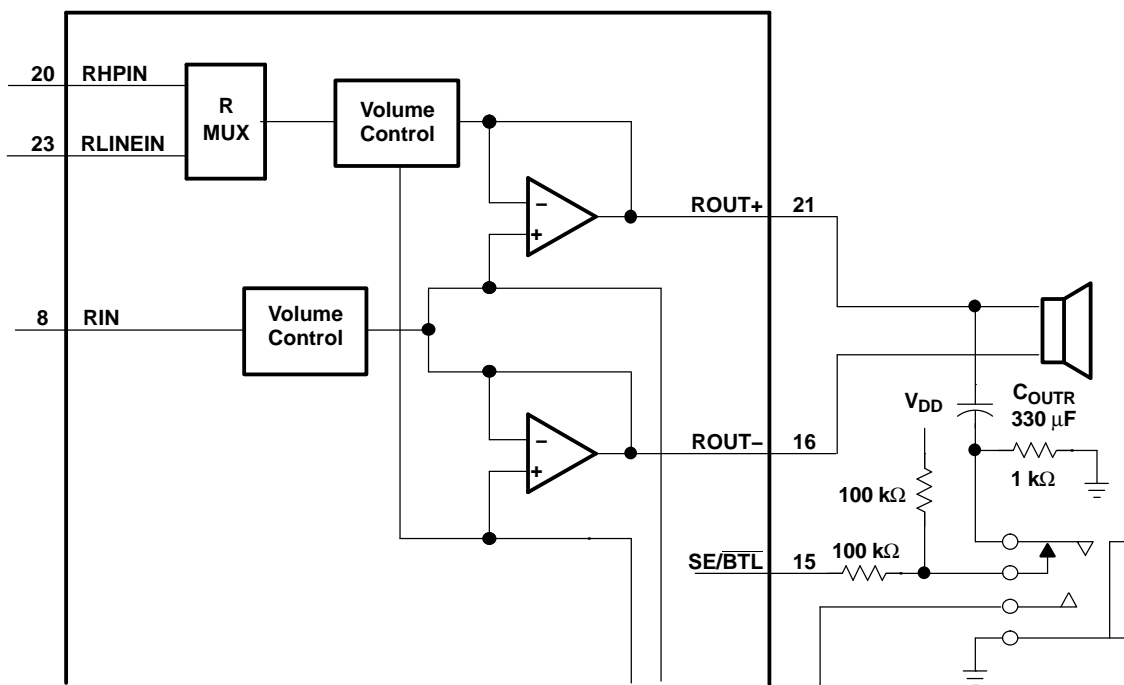 20 RHPIN
R
MUX
Volume
Control
23 RLINEIN
−
+
ROUT+ 21
8 RIN
Volume
Control
VDD
COUTR
330 µF
−
+
ROUT− 16
1 kΩ
100 kΩ
100 kΩ
SE/BTL 15